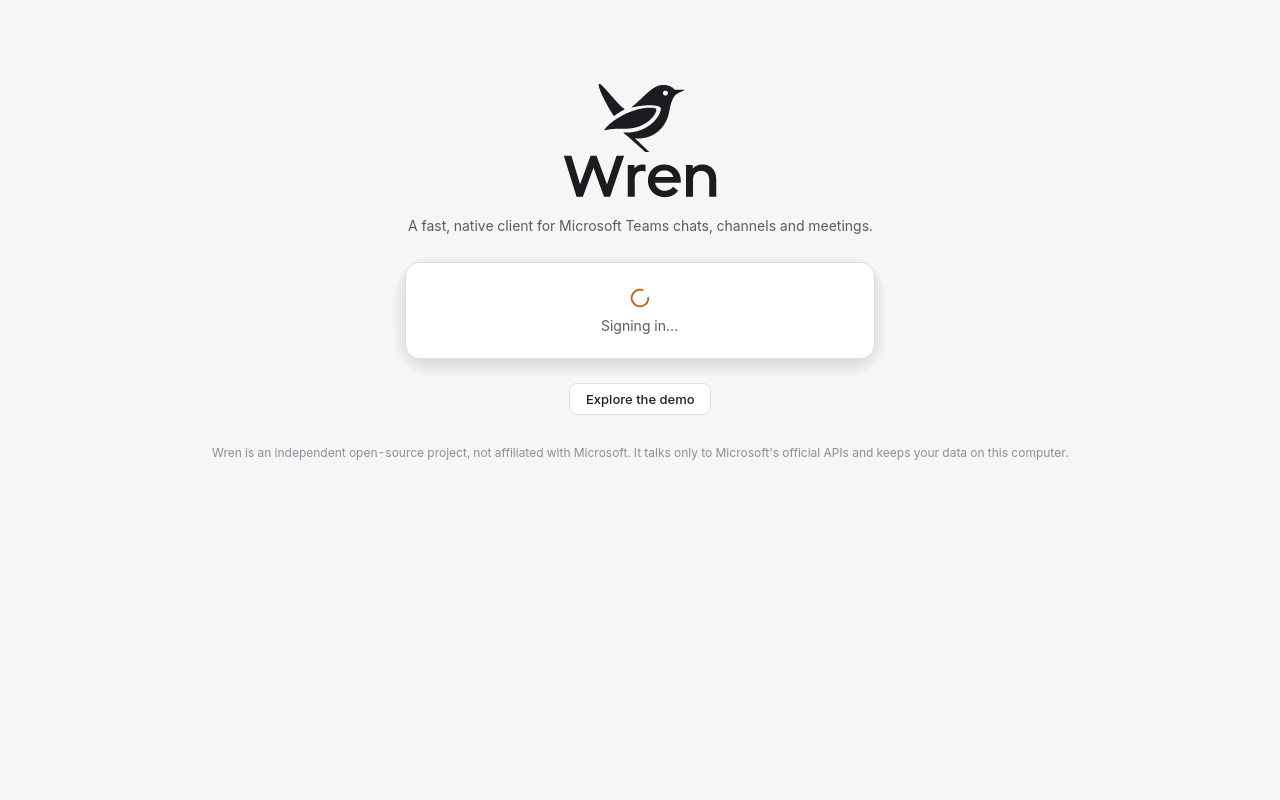 Wren
A fast, native client for Microsoft Teams chats, channels and meetings.
Signing in...
Explore the demo
Wren is an independent open-source project, not affiliated with Microsoft. It talks only to Microsoft's official APIs and keeps your data on this computer.